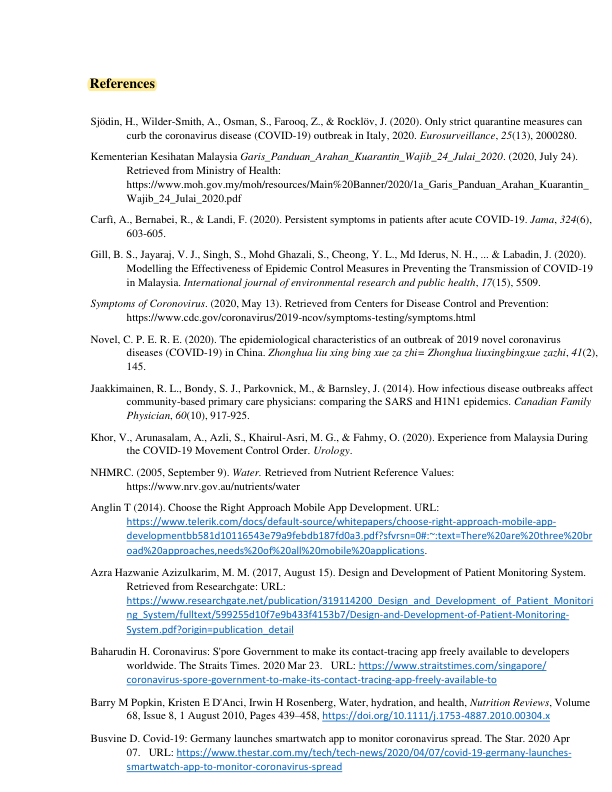 References
Sjödin, H., Wilder-Smith, A., Osman, S., Farooq, Z., & Rocklöv, J. (2020). Only strict quarantine measures can
curb the coronavirus disease (COVID-19) outbreak in Italy, 2020. Eurosurveillance, 25(13), 2000280.
Kementerian Kesihatan Malaysia Garis_Panduan_Arahan_Kuarantin_Wajib_24_Julai_2020. (2020, July 24).
Retrieved from Ministry of Health:
https://www.moh.gov.my/moh/resources/Main%20Banner/2020/1a_Garis_Panduan_Arahan_Kuarantin_
Wajib_24_Julai_2020.pdf
Carfi, A., Bernabei, R., & Landi, F. (2020). Persistent symptoms in patients after acute COVID-19. Jama, 324(6),
603-605.
Gill, B. S., Jayaraj, V. J., Singh, S., Mohd Ghazali, S., Cheong, Y. L., Md Iderus, N. H., ... & Labadin, J. (2020).
Modelling the Effectiveness of Epidemic Control Measures in Preventing the Transmission of COVID-19
in Malaysia. International journal of environmental research and public health, 17(15), 5509.
Symptoms of Coronovirus. (2020, May 13). Retrieved from Centers for Disease Control and Prevention:
https://www.cdc.gov/coronavirus/2019-ncov/symptoms-testing/symptoms.html
Novel, C. P. E. R. E. (2020). The epidemiological characteristics of an outbreak of 2019 novel coronavirus
diseases (COVID-19) in China. Zhonghua liu xing bing xue za zhi= Zhonghua liuxingbingxue zazhi, 41(2),
145.
Jaakkimainen, R. L., Bondy, S. J., Parkovnick, M., & Barnsley, J. (2014). How infectious disease outbreaks affect
community-based primary care physicians: comparing the SARS and H1N1 epidemics. Canadian Family
Physician, 60(10), 917-925.
Khor, V., Arunasalam, A., Azli, S., Khairul-Asri, M. G., & Fahmy, O. (2020). Experience from Malaysia During
the COVID-19 Movement Control Order. Urology.
NHMRC. (2005, September 9). Water. Retrieved from Nutrient Reference Values:
https://www.nrv.gov.au/nutrients/water
Anglin T (2014). Choose the Right Approach Mobile App Development. URL:
https://www.telerik.com/docs/default-source/whitepapers/choose-right-approach-mobile-app-
developmentbb581d10116543e79a9febdb187fd0a3.pdf?sfvrsn=0#:~:text=There%20are%20three%20br
oad%20approaches,needs%20of%20all%20mobile%20applications.
Azra Hazwanie Azizulkarim, M. M. (2017, August 15). Design and Development of Patient Monitoring System.
Retrieved from Researchgate: URL:
https://www.researchgate.net/publication/319114200_Design_and_Development_of_Patient_Monitori
ng_System/fulltext/599255d10f7e9b433f4153b7/Design-and-Development-of-Patient-Monitoring-
System.pdf?origin=publication_detail
Baharudin H. Coronavirus: S'pore Government to make its contact-tracing app freely available to developers
worldwide. The Straits Times. 2020 Mar 23. URL: https://www.straitstimes.com/singapore/
coronavirus-spore-government-to-make-its-contact-tracing-app-freely-available-to
Barry M Popkin, Kristen E D'Anci, Irwin H Rosenberg, Water, hydration, and health, Nutrition Reviews, Volume
68, Issue 8, 1 August 2010, Pages 439–458, https://doi.org/10.1111/j.1753-4887.2010.00304.x
Busvine D. Covid-19: Germany launches smartwatch app to monitor coronavirus spread. The Star. 2020 Apr
07. URL: https://www.thestar.com.my/tech/tech-news/2020/04/07/covid-19-germany-launches-
smartwatch-app-to-monitor-coronavirus-spread